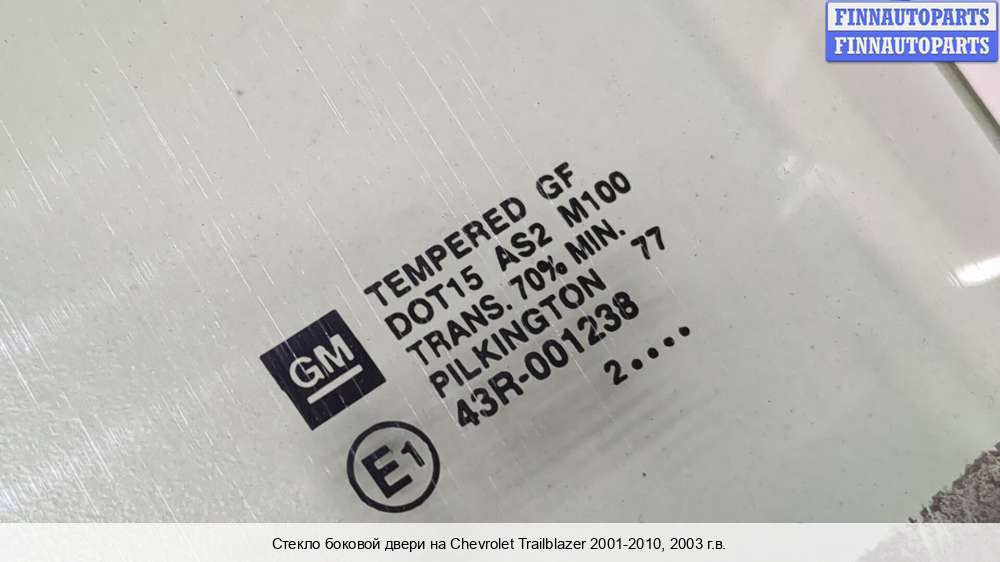 FINNAUTOPARTS
FINNAUTOPARTS
TEMPERED GF
DOT15 AS2 M100
TRANS. 70% MIN.
PILKINGTON 77
43R-001238
2....
GM
E1
Стекло боковой двери на Chevrolet Trailblazer 2001-2010, 2003 г.в.